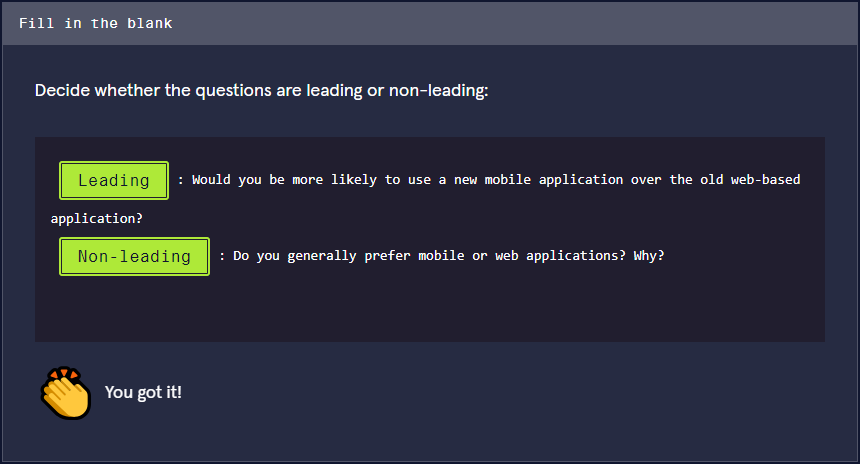 Fill in the blank
Decide whether the questions are leading or non-leading:
Leading : Would you be more likely to use a new mobile application over the old web-based
application?
Non-leading : Do you generally prefer mobile or web applications? Why?
You got it!